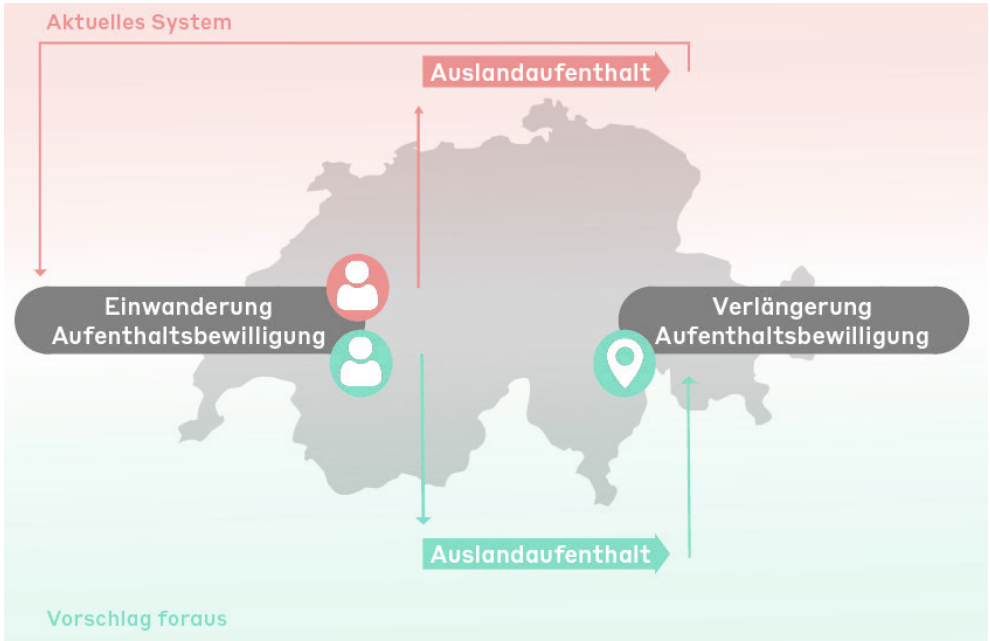 Aktuelles System
Auslandaufenthalt
Einwanderung
Aufenthaltsbewilligung
Verlängerung
Aufenthaltsbewilligung
Auslandaufenthalt
Vorschlag foraus